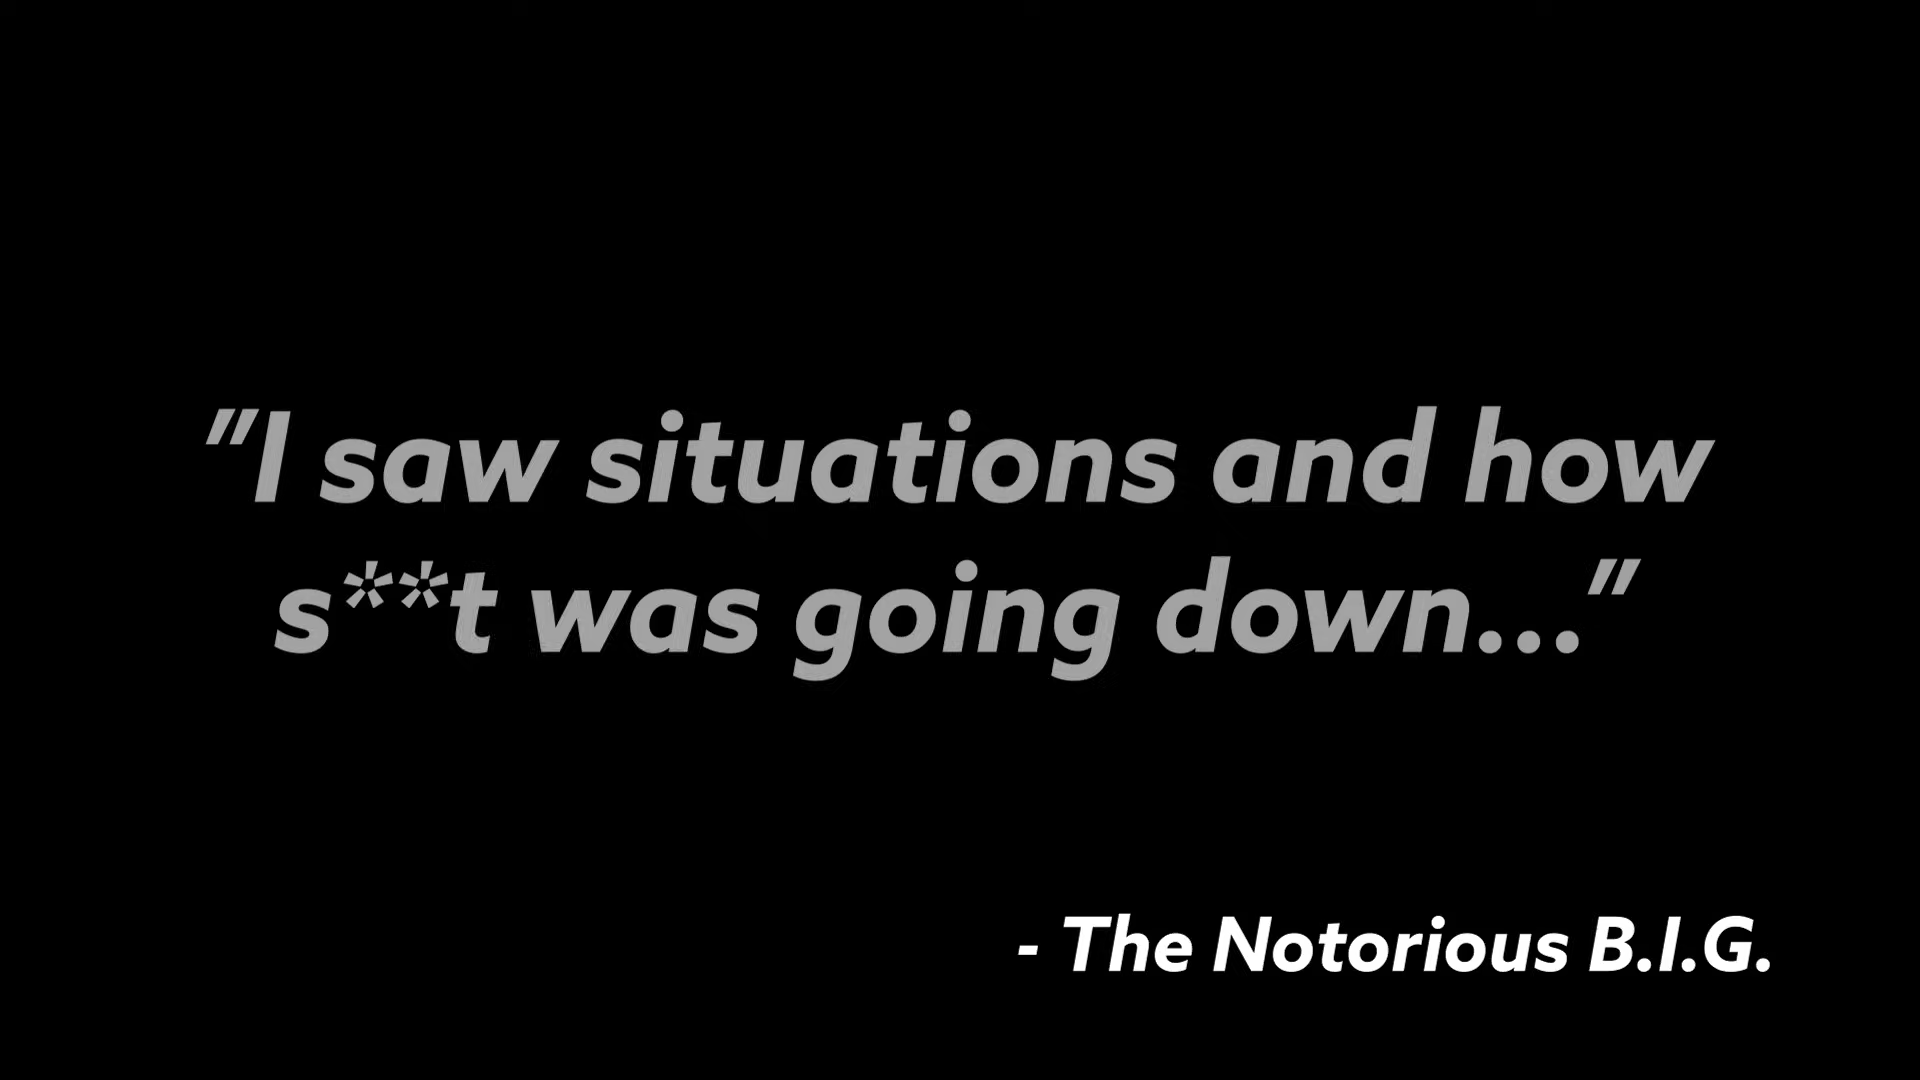 "I saw situations and how
s**t was going down..."
- The Notorious B.I.G.